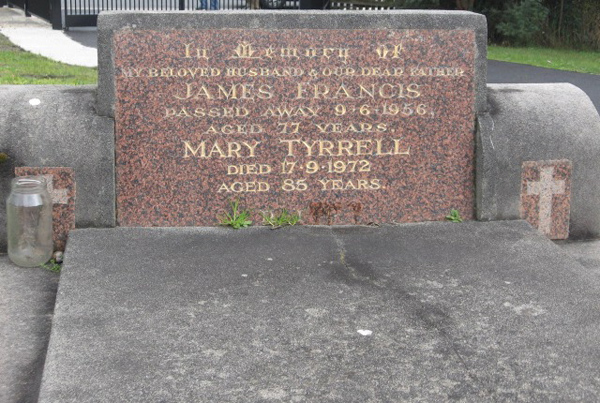 In Memory of
MY BELOVED HUSBAND & OUR DEAR FATHER
JAMES FRANCIS
PASSED AWAY 9-6-1956,
AGED 77 YEARS.
MARY TYRRELL
DIED 17-9-1972
AGED 85 YEARS.